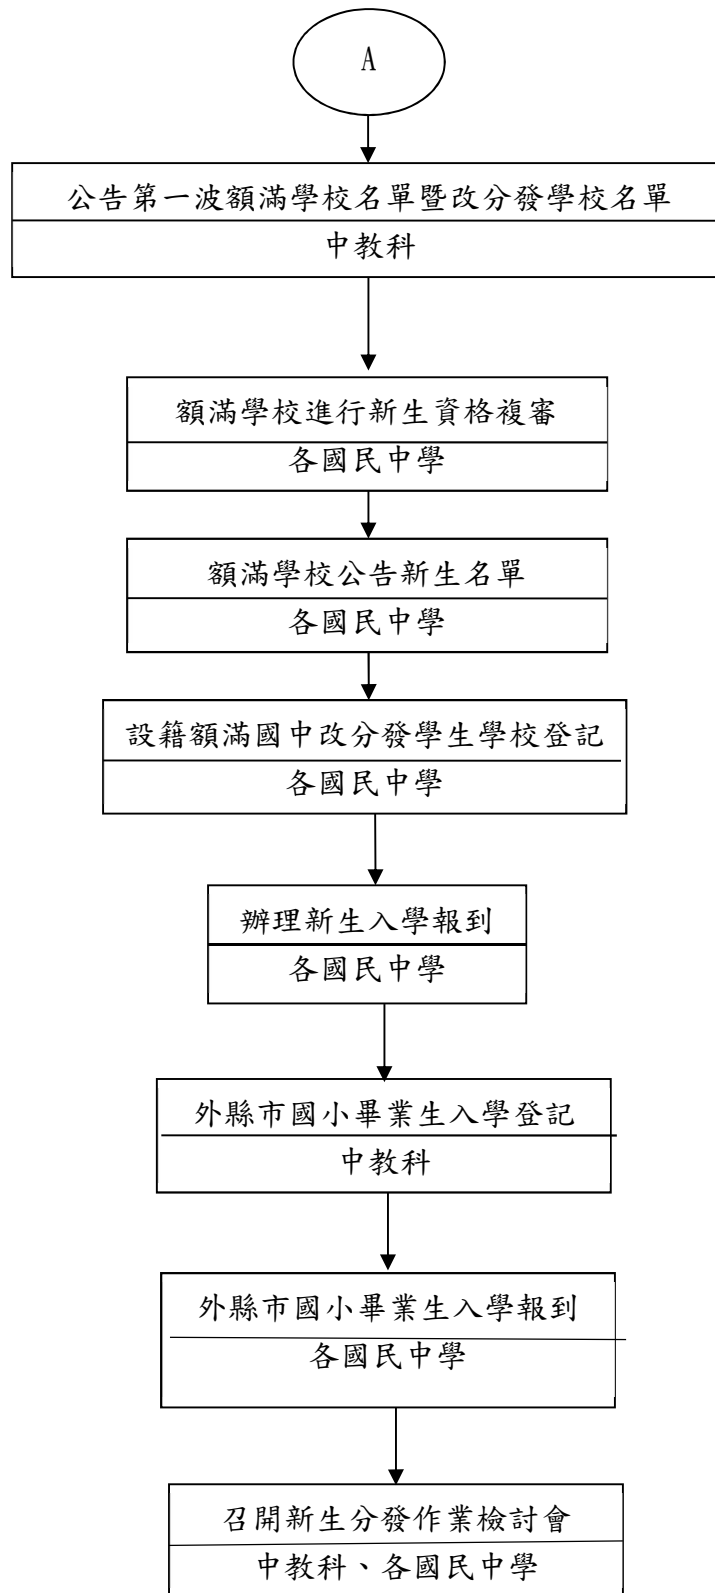 A
公告第一波額滿學校名單暨改分發學校名單
中教科
額滿學校進行新生資格複審
各國民中學
額滿學校公告新生名單
各國民中學
設籍額滿國中改分發學生學校登記
各國民中學
辦理新生入學報到
各國民中學
外縣市國小畢業生入學登記
中教科
外縣市國小畢業生入學報到
各國民中學
召開新生分發作業檢討會
中教科、各國民中學